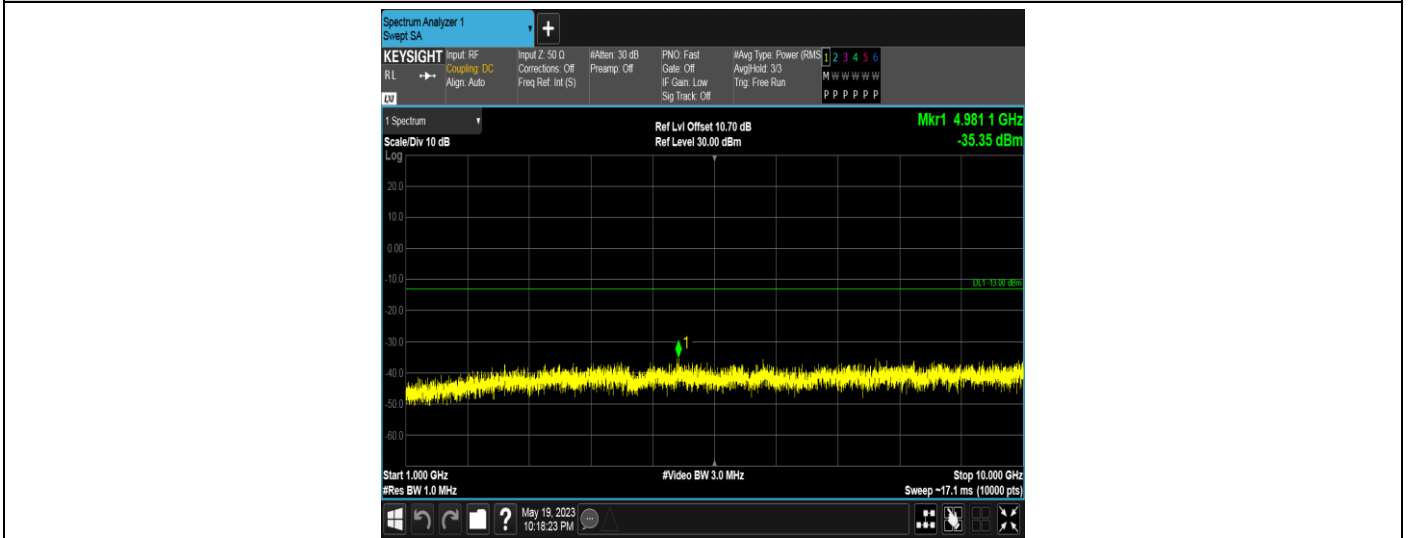 Spectrum Analyzer 1
Swept SA
+
KEYSIGHT
RL
LXI
Input: RF
Coupling: DC
Align: Auto
Input Z: 50 Ω
Corrections: Off
Freq Ref: Int (S)
#Atten: 30 dB
Preamp: Off
PNO: Fast
Gate: Off
IF Gain: Low
Sig Track: Off
#Avg Type: Power (RMS
Avg|Hold: 3/3
Trig: Free Run
1 2 3 4 5 6
M W W W W W
P P P P P P
1 Spectrum
Scale/Div 10 dB
Log
Ref Lvl Offset 10.70 dB
Ref Level 30.00 dBm
Mkr1 4.981 1 GHz
-35.35 dBm
20.0
10.0
0.00
-10.0
DL1 -13.00 dBm
-20.0
-30.0
1
-40.0
-50.0
-60.0
Start 1.000 GHz
#Video BW 3.0 MHz
Stop 10.000 GHz
#Res BW 1.0 MHz
Sweep ~17.1 ms (10000 pts)
?
May 19, 2023
10:18:23 PM